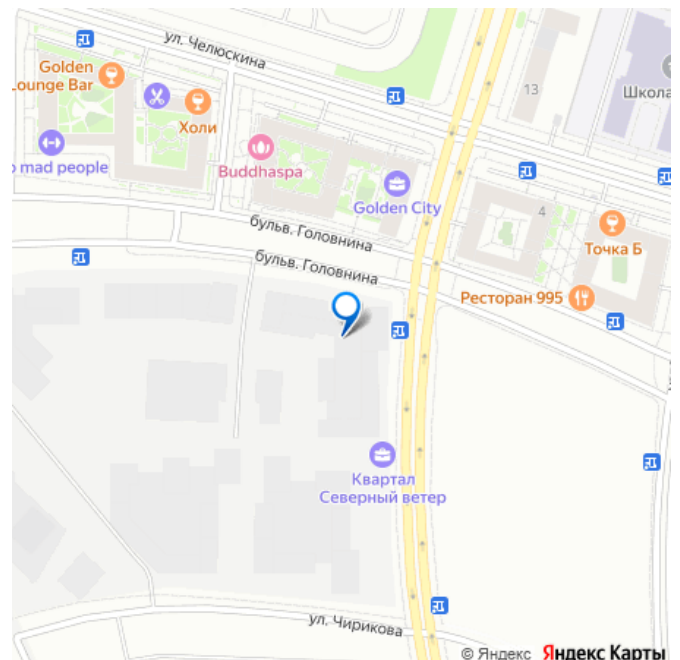 ул. Челюскина
Golden
Lounge Bar
Холи
13
Школа
mad people
Buddhaspa
Golden City
4
Точка Б
бульв. Головнина
бульв. Головнина
Ресторан 995
Квартал
Северный ветер
ул. Чирикова
© Яндекс Яндекс Карты